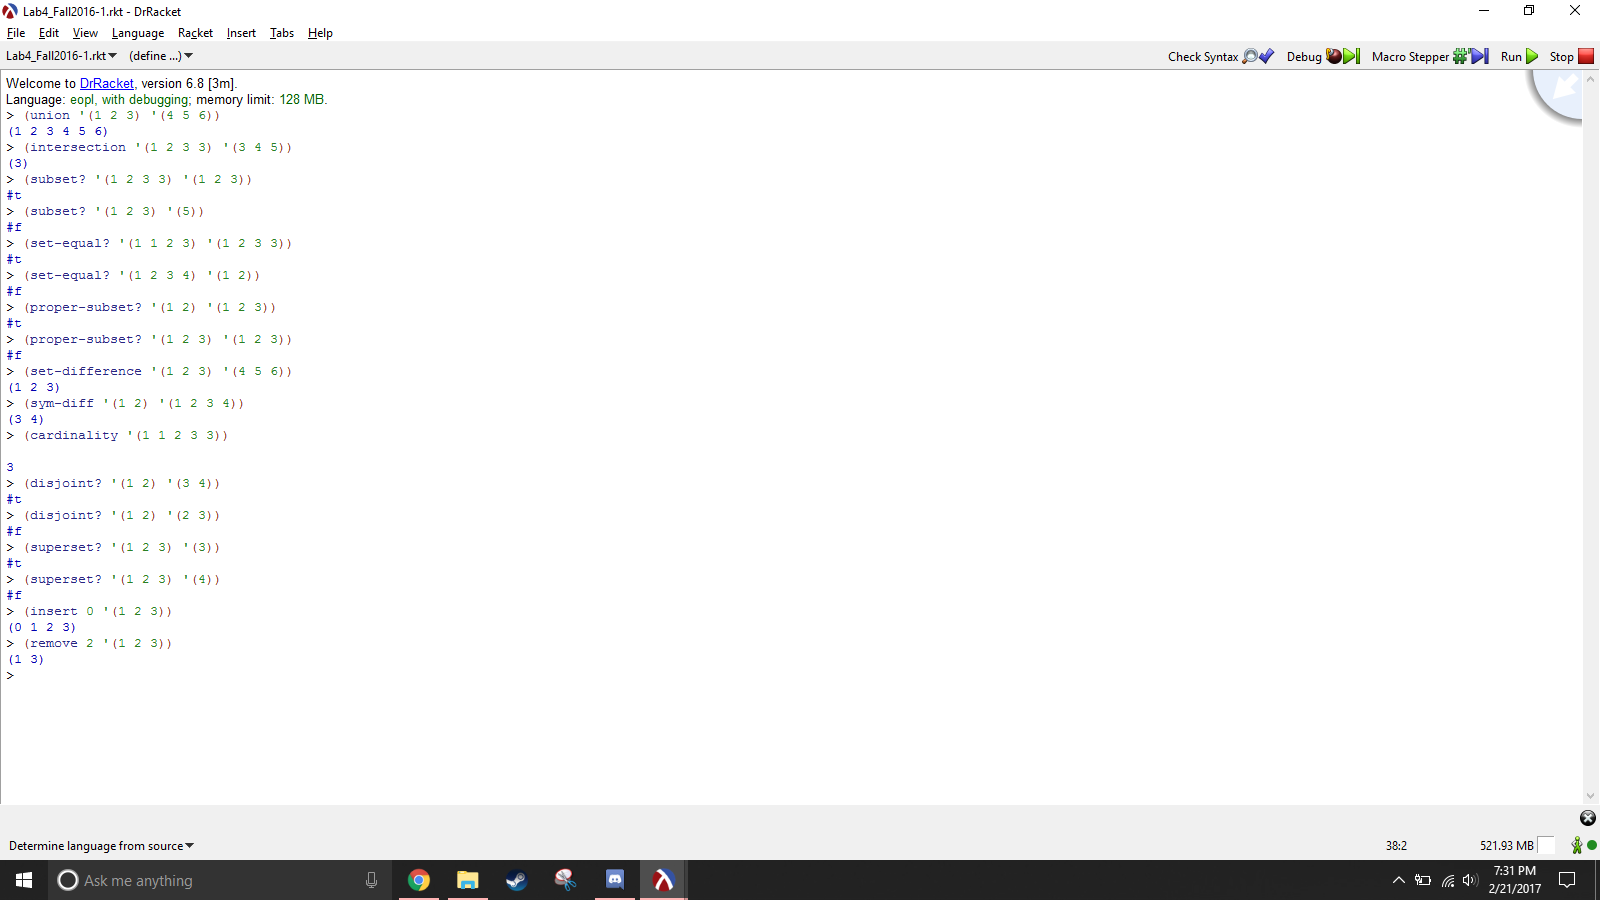 Lab4_Fall2016-1.rkt - DrRacket
File Edit View Language Racket Insert Tabs Help
Lab4_Fall2016-1.rkt (define ...) Check Syntax Debug Macro Stepper Run Stop
Welcome to DrRacket, version 6.8 [3m].
Language: eopl, with debugging; memory limit: 128 MB.
> (union '(1 2 3) '(4 5 6))
(1 2 3 4 5 6)
> (intersection '(1 2 3 3) '(3 4 5))
(3)
> (subset? '(1 2 3 3) '(1 2 3))
#t
> (subset? '(1 2 3) '(5))
#f
> (set-equal? '(1 1 2 3) '(1 2 3 3))
#t
> (set-equal? '(1 2 3 4) '(1 2))
#f
> (proper-subset? '(1 2) '(1 2 3))
#t
> (proper-subset? '(1 2 3) '(1 2 3))
#f
> (set-difference '(1 2 3) '(4 5 6))
(1 2 3)
> (sym-diff '(1 2) '(1 2 3 4))
(3 4)
> (cardinality '(1 1 2 3 3))
3
> (disjoint? '(1 2) '(3 4))
#t
> (disjoint? '(1 2) '(2 3))
#f
> (superset? '(1 2 3) '(3))
#t
> (superset? '(1 2 3) '(4))
#f
> (insert 0 '(1 2 3))
(0 1 2 3)
> (remove 2 '(1 2 3))
(1 3)
>
Determine language from source 38:2 521.93 MB
Ask me anything
7:31 PM
2/21/2017